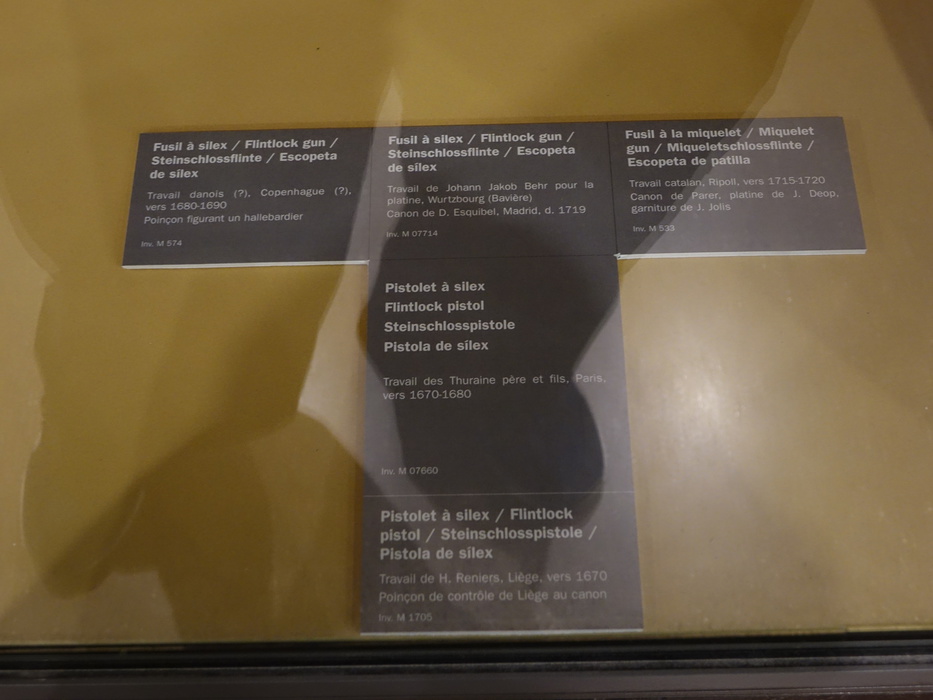 Fusil à silex / Flintlock gun /
Steinschlossflinte / Escopeta
de sílex
Travail danois (?), Copenhague (?),
vers 1680-1690
Poinçon figurant un hallebardier
Inv. M 574
Fusil à silex / Flintlock gun /
Steinschlossflinte / Escopeta
de sílex
Travail de Johann Jakob Behr pour la
platine, Wurtzbourg (Bavière)
Canon de D. Esquibel, Madrid, d. 1719
Inv. M 07714
Fusil à la miquelet / Miquelet
gun / Miqueletschlossflinte /
Escopeta de patilla
Travail catalan, Ripoll, vers 1715-1720
Canon de Parer, platine de J. Deop,
garniture de J. Jolis
Inv. M 533
Pistolet à silex
Flintlock pistol
Steinschlosspistole
Pistola de sílex
Travail des Thuraine père et fils, Paris,
vers 1670-1680
Inv. M 07660
Pistolet à silex / Flintlock
pistol / Steinschlosspistole /
Pistola de sílex
Travail de H. Reniers, Liège, vers 1670
Poinçon de contrôle de Liège au canon
Inv. M 1705